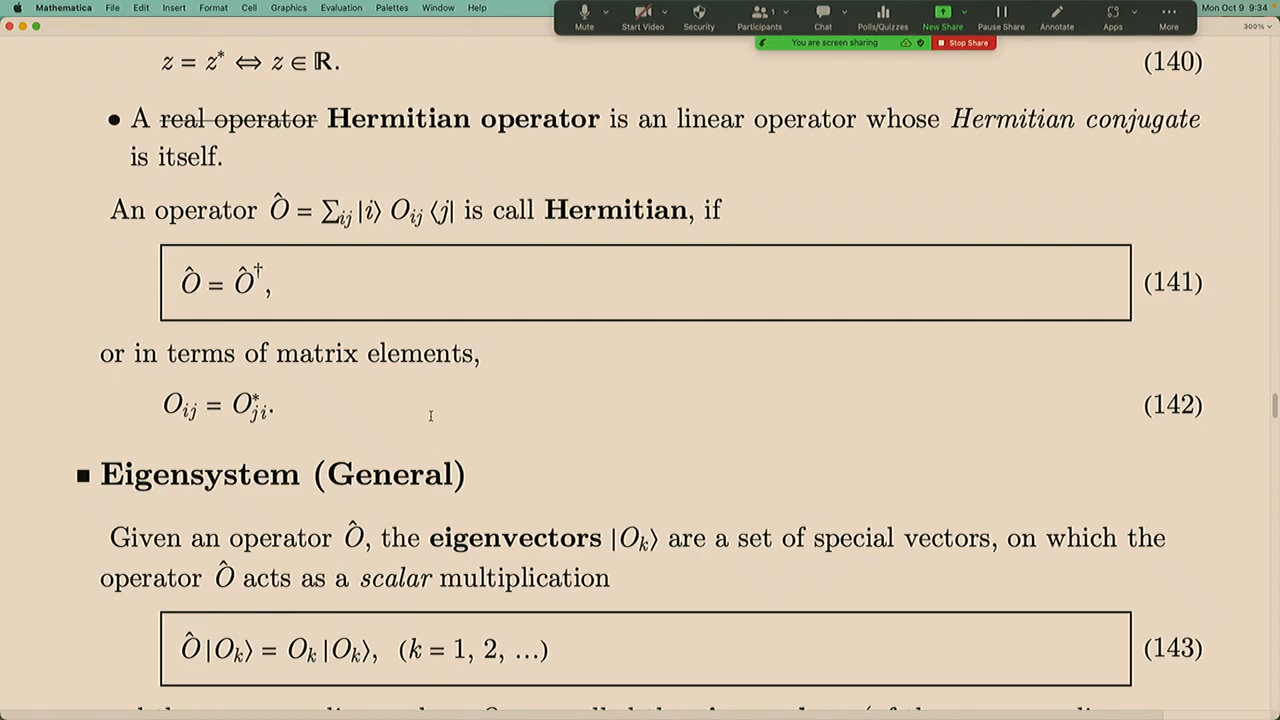 Mathematica File Edit Insert Format Cell Graphics Evaluation Palettes Window Help
Mon Oct 9 9:34
Mute Start Video Security Participants 1 Chat Polls/Quizzes New Share Pause Share Annotate Apps More
You are screen sharing Stop Share
300%
z = z* ⇔ z ∈ ℝ. (140)
• A ~~real operator~~ Hermitian operator is an linear operator whose Hermitian conjugate
is itself.
An operator Ô = ∑ij |i⟩ Oij ⟨j| is call Hermitian, if
Ô = Ô†, (141)
or in terms of matrix elements,
Oij = O*ji. (142)
■ Eigensystem (General)
Given an operator Ô, the eigenvectors |Ok⟩ are a set of special vectors, on which the
operator Ô acts as a scalar multiplication
Ô |Ok⟩ = Ok |Ok⟩, (k = 1, 2, …) (143)